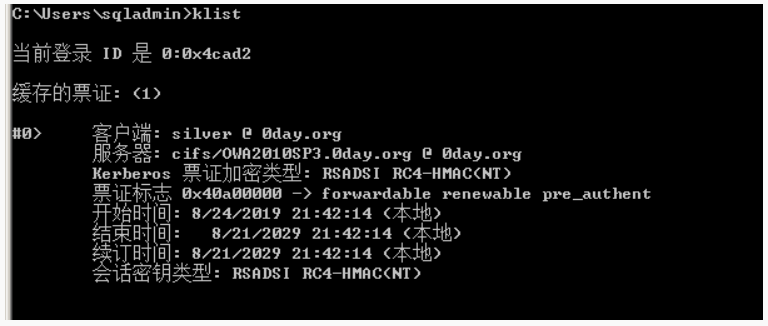 C:\Users\sqladmin>klist
当前登录 ID 是 0:0x4cad2
缓存的票证: (1)
#0>     客户端: silver @ 0day.org
服务器: cifs/OWA2010SP3.0day.org @ 0day.org
Kerberos 票证加密类型: RSADSI RC4-HMAC(NT)
票证标志 0x40a00000 -> forwardable renewable pre_authent
开始时间: 8/24/2019 21:42:14 (本地)
结束时间:   8/21/2029 21:42:14 (本地)
续订时间: 8/21/2029 21:42:14 (本地)
会话密钥类型: RSADSI RC4-HMAC(NT)